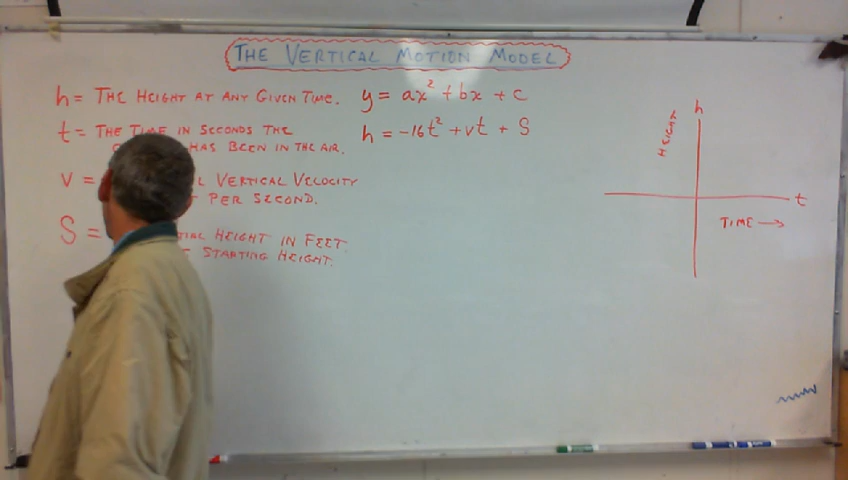 THE VERTICAL MOTION MODEL
h = THE HEIGHT AT ANY GIVEN TIME.
t = THE TIME IN SECONDS THE
HAS BEEN IN THE AIR.
V = VERTICAL VELOCITY
PER SECOND.
S = HEIGHT IN FEET.
STARTING HEIGHT.
y = ax² + bx + c
h = -16t² + vt + S
h
HEIGHT
t
TIME →